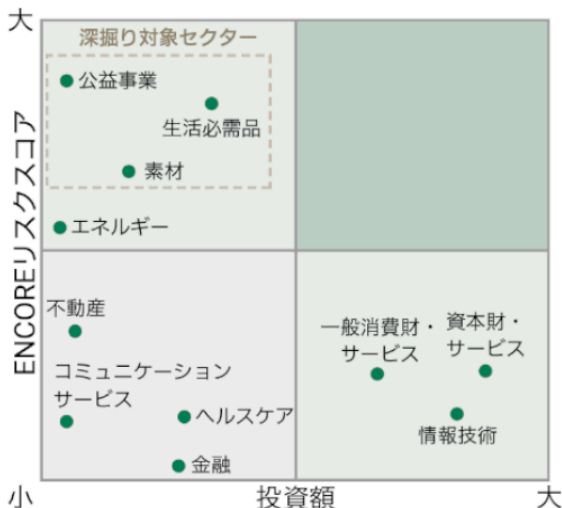 大
深掘り対象セクター
公益事業
生活必需品
素材
エネルギー
ENCOREリスクスコア
不動産
コミュニケーション
サービス
ヘルスケア
金融
一般消費財・
サービス
資本財・
サービス
情報技術
小
投資額
大